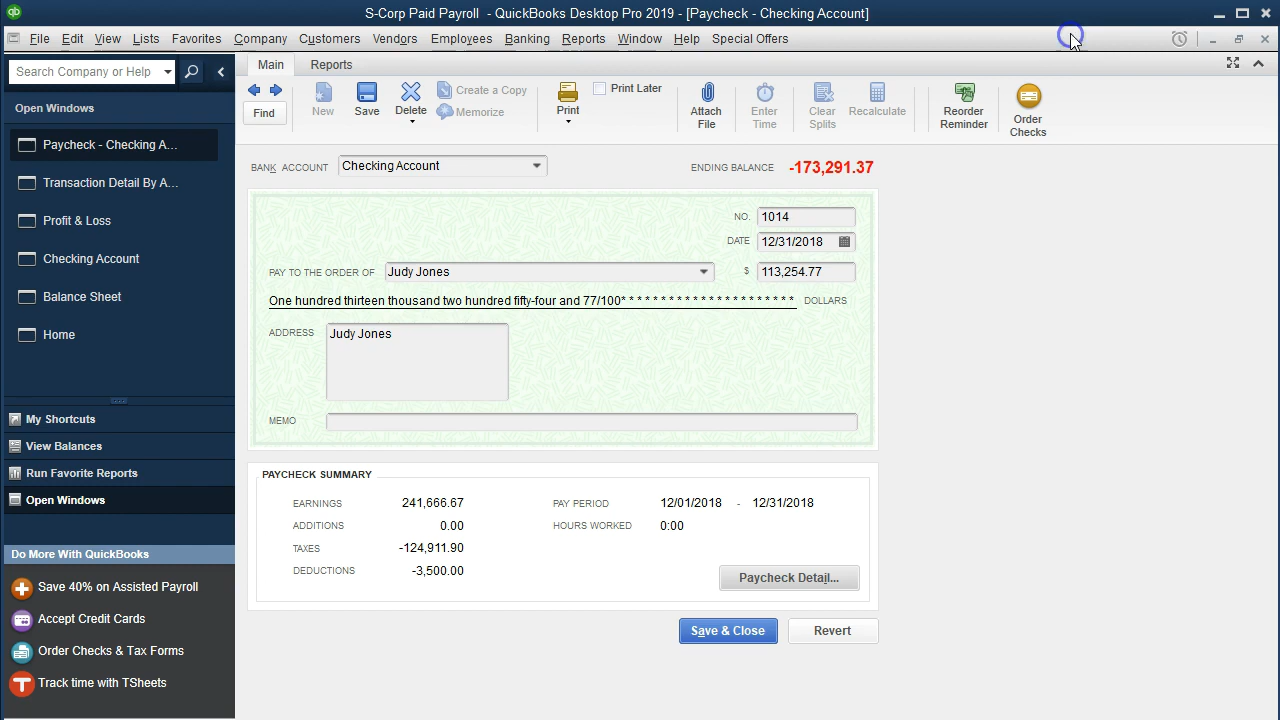 S-Corp Paid Payroll - QuickBooks Desktop Pro 2019 - [Paycheck - Checking Account]
File Edit View Lists Favorites Company Customers Vendors Employees Banking Reports Window Help Special Offers
Search Company or Help
Open Windows
Paycheck - Checking A...
Transaction Detail By A...
Profit & Loss
Checking Account
Balance Sheet
Home
My Shortcuts
View Balances
Run Favorite Reports
Open Windows
Do More With QuickBooks
Save 40% on Assisted Payroll
Accept Credit Cards
Order Checks & Tax Forms
Track time with TSheets
Main Reports
Find
New
Save
Delete
Create a Copy
Memorize
Print
Print Later
Attach File
Enter Time
Clear Splits
Recalculate
Reorder Reminder
Order Checks
BANK ACCOUNT Checking Account ENDING BALANCE -173,291.37
NO. 1014
DATE 12/31/2018
PAY TO THE ORDER OF Judy Jones $ 113,254.77
One hundred thirteen thousand two hundred fifty-four and 77/100* * * * * * * * * * * * * * * * * * * * * * DOLLARS
ADDRESS Judy Jones
MEMO
PAYCHECK SUMMARY
EARNINGS 241,666.67 PAY PERIOD 12/01/2018 - 12/31/2018
ADDITIONS 0.00 HOURS WORKED 0:00
TAXES -124,911.90
DEDUCTIONS -3,500.00
Paycheck Detail...
Save & Close Revert